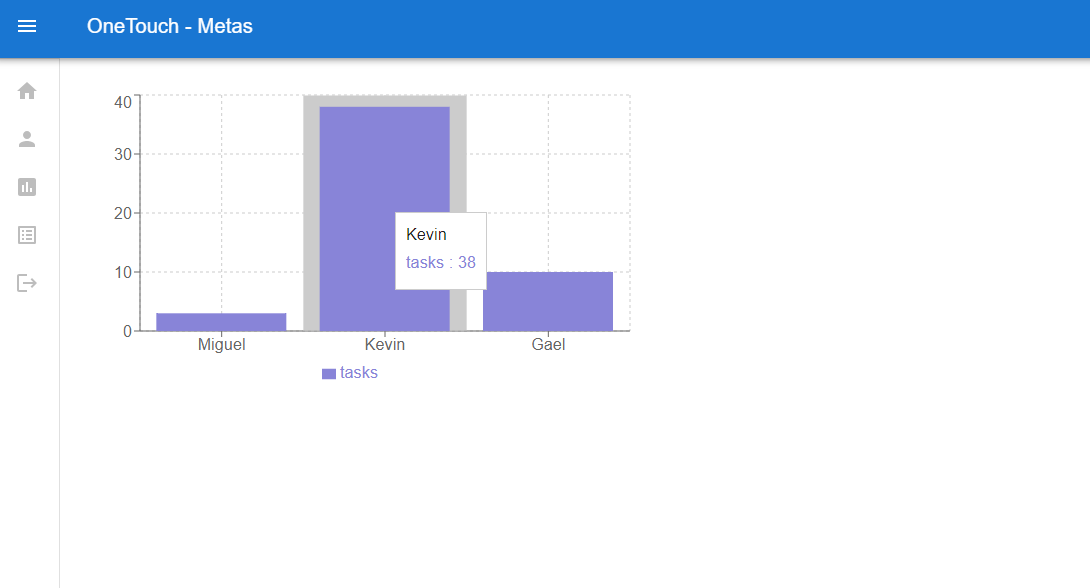 OneTouch - Metas
40
30
20
10
0
Kevin
tasks : 38
Miguel
Kevin
Gael
tasks